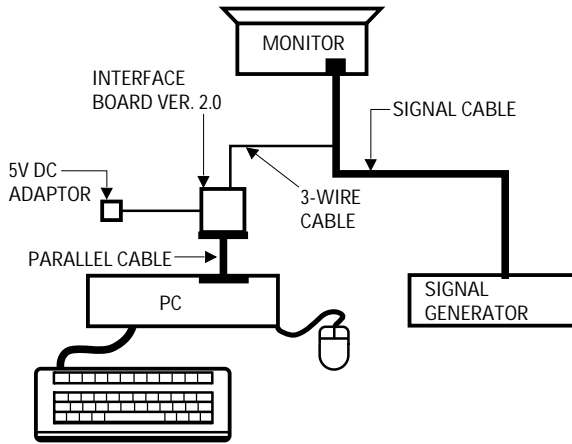 MONITOR
INTERFACE
BOARD VER. 2.0
SIGNAL CABLE
5V DC
ADAPTOR
3-WIRE
CABLE
PARALLEL CABLE
PC
SIGNAL
GENERATOR